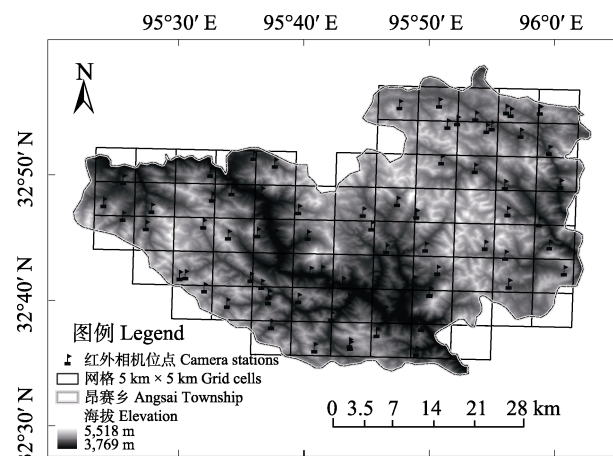 95°30′ E 95°40′ E 95°50′ E 96°0′ E
N
32°50′ N
32°40′ N
32°30′ N
图例 Legend
红外相机位点 Camera stations
网格 5 km × 5 km Grid cells
昂赛乡 Angsai Township
海拔 Elevation
5,518 m
3,769 m
0 3.5 7 14 21 28 km